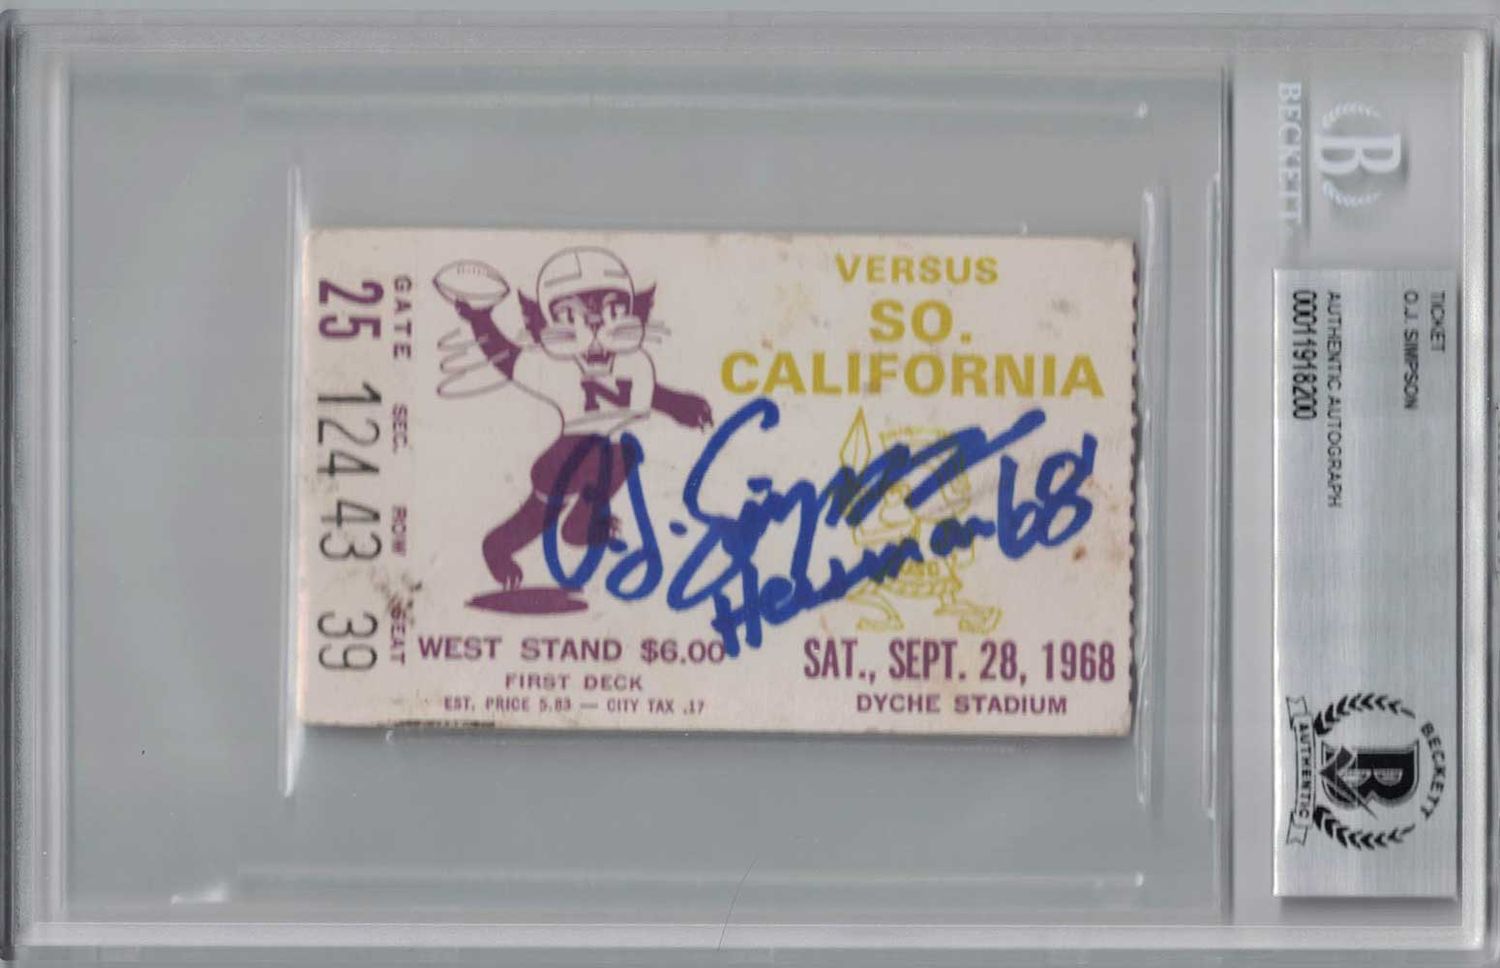 GATE
25
SEC.
124
ROW
43
SEAT
39
N
VERSUS
SO.
CALIFORNIA
O.J. Simpson
Heisman 68'
WEST STAND $6.00
FIRST DECK
EST. PRICE 5.83 — CITY TAX .17
SAT., SEPT. 28, 1968
DYCHE STADIUM
B
BECKETT
TICKET
O.J. SIMPSON
AUTHENTIC AUTOGRAPH
00011918200
BECKETT
B
AUTHENTIC